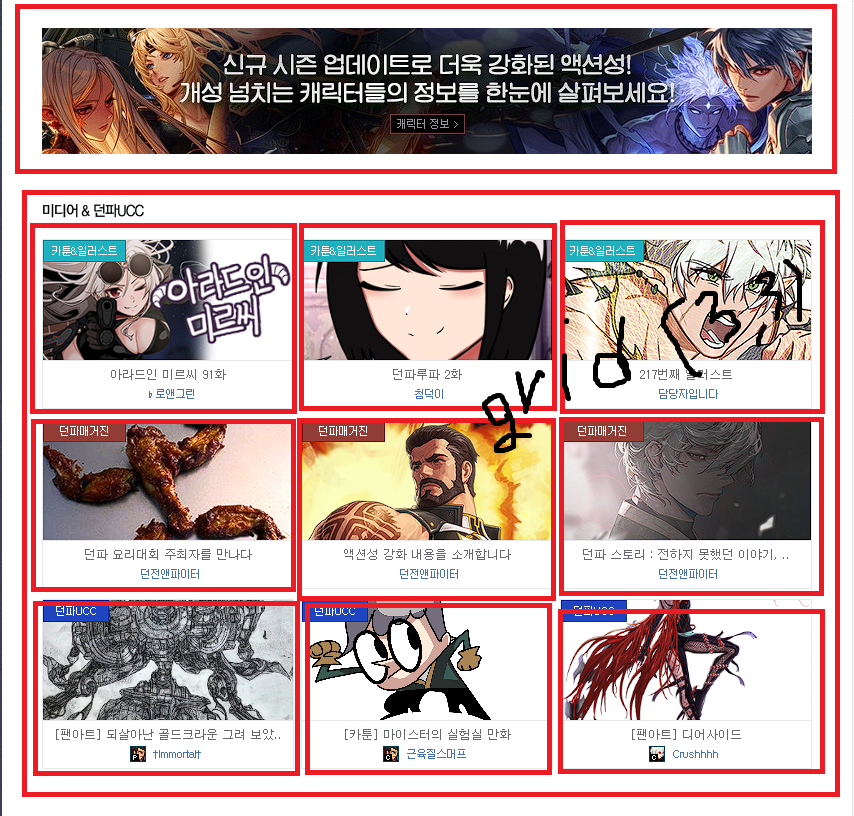 신규 시즌 업데이트로 더욱 강화된 액션성!
개성 넘치는 캐릭터들의 정보를 한눈에 살펴보세요!
캐릭터 정보 >
미디어 & 던파UCC
카툰&일러스트
아라드인 미르씨
아라드인 미르씨 91화
로앤그린
카툰&일러스트
던파루파 2화
첨덕이
카툰&일러스트
217번째 일러스트
담당자입니다
grid (3x3)
던파매거진
던파 요리대회 주최자를 만나다
던전앤파이터
던파매거진
액션성 강화 내용을 소개합니다
던전앤파이터
던파매거진
던파 스토리 : 전하지 못했던 이야기, ..
던전앤파이터
던파UCC
[팬아트] 되살아난 골드크라운 그려 보았..
†Immortal†
던파UCC
[카툰] 마이스터의 실험실 만화
근육질스머프
던파UCC
[팬아트] 디어사이드
Crushhhh